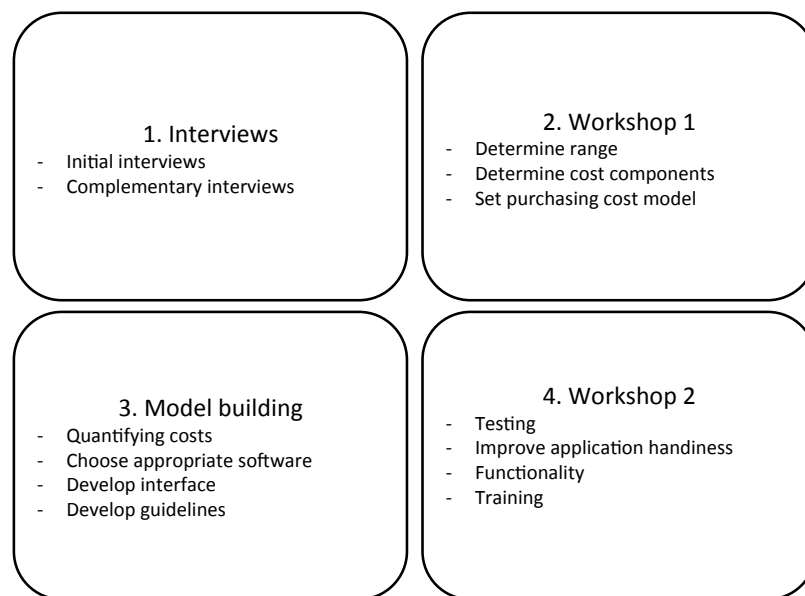 1. Interviews
- Initial interviews
- Complementary interviews
2. Workshop 1
- Determine range
- Determine cost components
- Set purchasing cost model
3. Model building
- Quantifying costs
- Choose appropriate software
- Develop interface
- Develop guidelines
4. Workshop 2
- Testing
- Improve application handiness
- Functionality
- Training